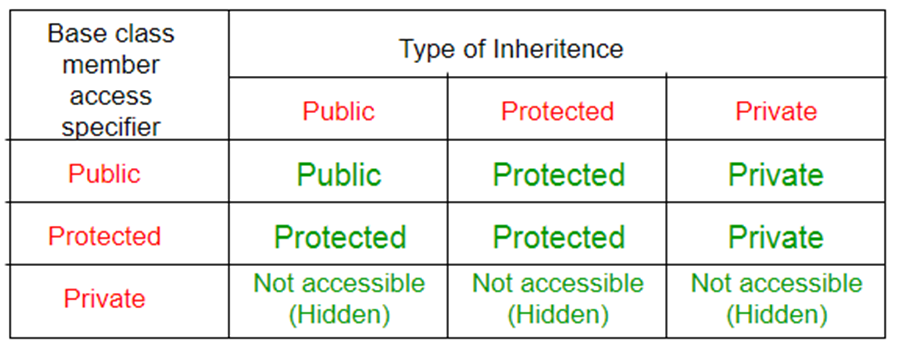 Base class
member
access
specifier
Type of Inheritence
Public
Protected
Private
Public
Public
Protected
Private
Protected
Protected
Protected
Private
Private
Not accessible
(Hidden)
Not accessible
(Hidden)
Not accessible
(Hidden)